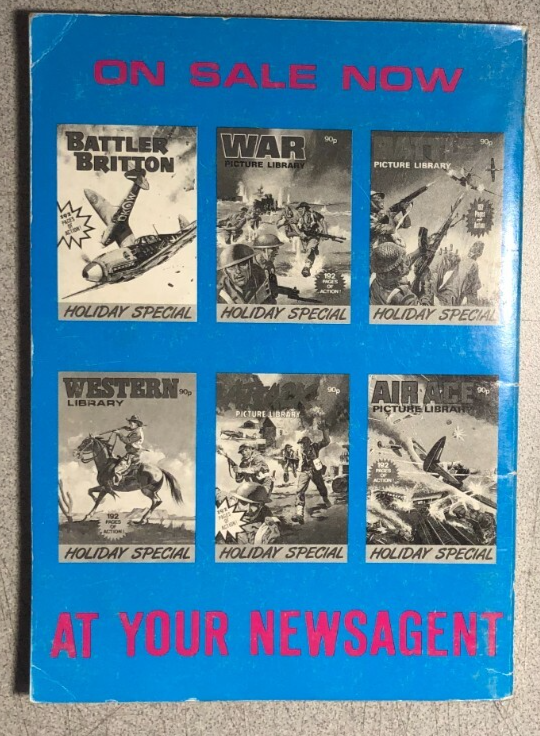 ON SALE NOW
BATTLER
BRITTON
HOLIDAY SPECIAL
WAR 90p
PICTURE LIBRARY
192
PAGES
OF
ACTION!
HOLIDAY SPECIAL
90p
PICTURE LIBRARY
HOLIDAY SPECIAL
WESTERN 90p
LIBRARY
192
PAGES
OF
ACTION!
HOLIDAY SPECIAL
90p
PICTURE LIBRARY
HOLIDAY SPECIAL
AIR ACE 90p
PICTURE LIBRARY
192
PAGES
OF
ACTION!
HOLIDAY SPECIAL
AT YOUR NEWSAGENT